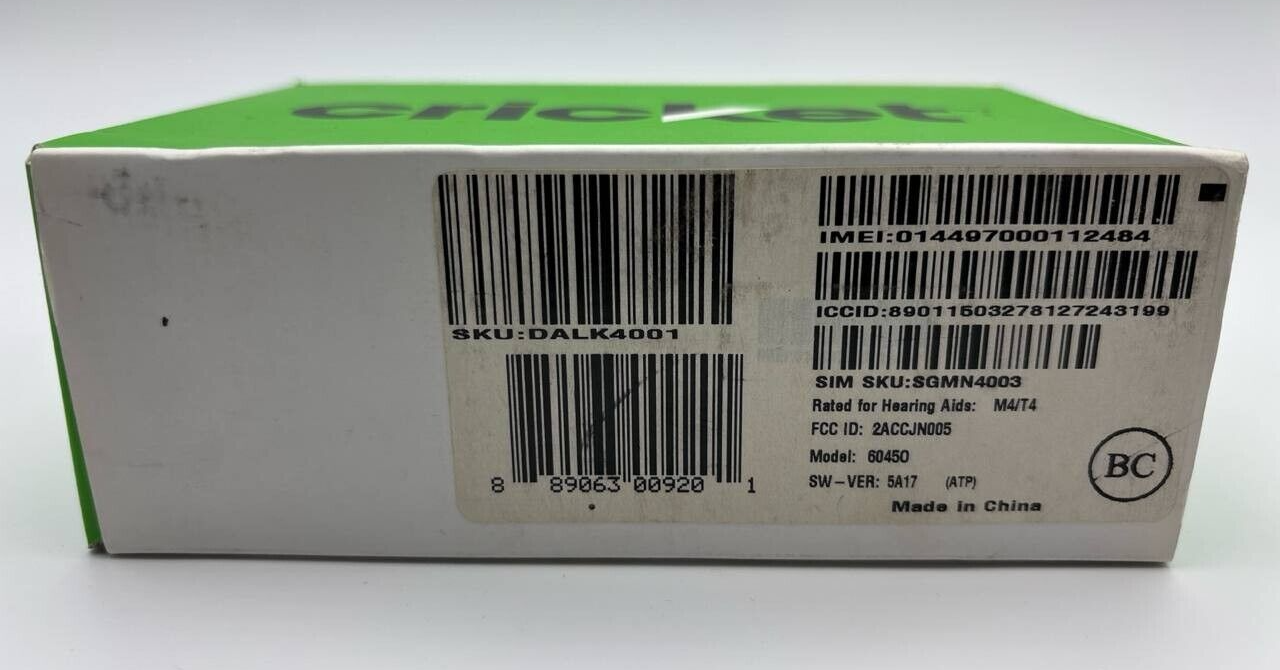 cricket
SKU:DALK4001
8 89063 00920 1
IMEI:014497000112484
ICCID:89011503278127243199
SIM SKU:SGMN4003
Rated for Hearing Aids: M4/T4
FCC ID: 2ACCJN005
Model: 6045O
SW-VER: 5A17 (ATP)
Made in China
BC